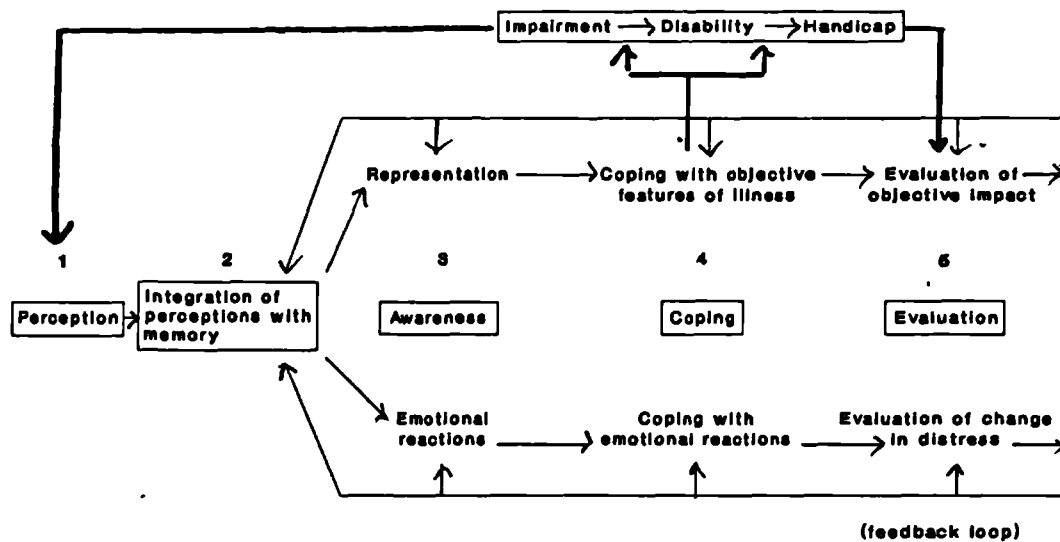 Impairment → Disability → Handicap
Representation
Coping with objective
features of illness
Evaluation of
objective impact
1
2
3
4
5
Perception
Integration of
perceptions with
memory
Awareness
Coping
Evaluation
Emotional
reactions
Coping with
emotional reactions
Evaluation of change
in distress
(feedback loop)